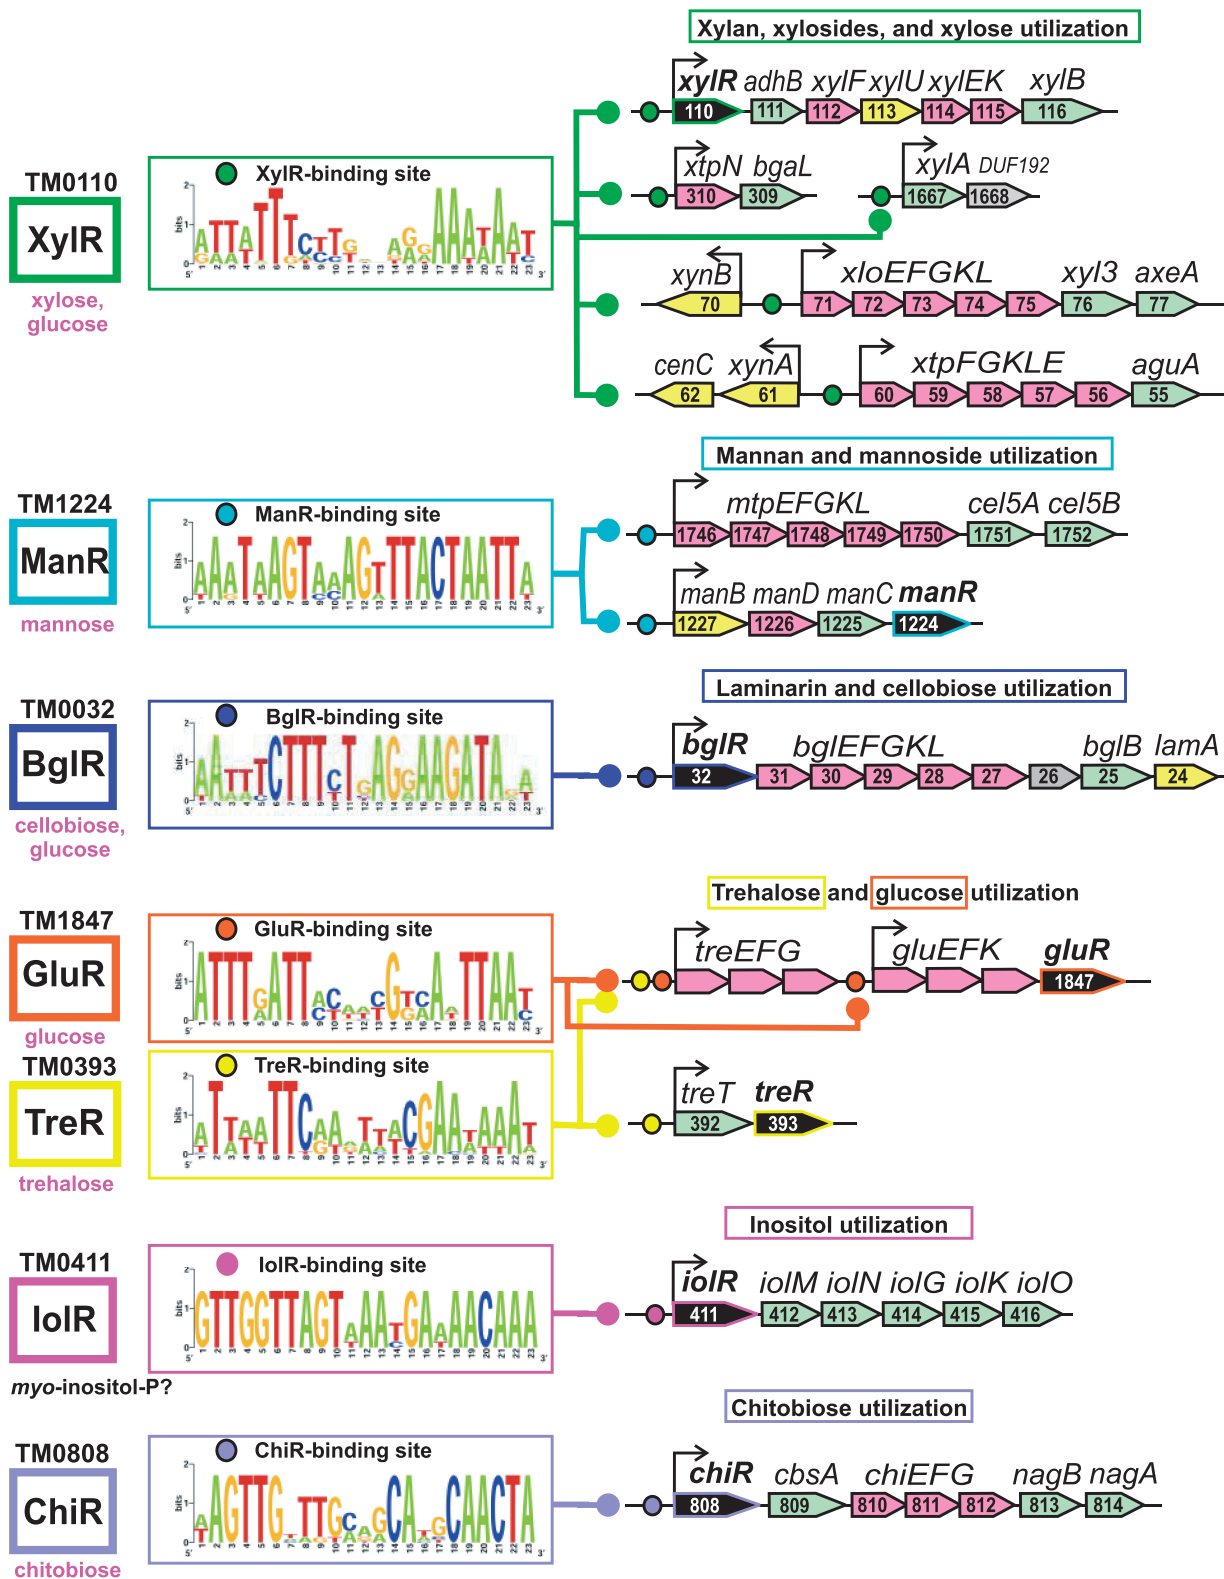 Xylan, xylosides, and xylose utilization
xylR adhB xylF xylU xylEK xylB
110 111 112 113 114 115 116
TM0110
XylR
xylose,
glucose
XylR-binding site
xtpN bgaL
310 309
xylA DUF192
1667 1668
xynB xloEFGKL xyl3 axeA
70 71 72 73 74 75 76 77
cenC xynA xtpFGKLE aguA
62 61 60 59 58 57 56 55
Mannan and mannoside utilization
TM1224
ManR
mannose
ManR-binding site
mtpEFGKL cel5A cel5B
1746 1747 1748 1749 1750 1751 1752
manB manD manC manR
1227 1226 1225 1224
Laminarin and cellobiose utilization
TM0032
BglR
cellobiose,
glucose
BglR-binding site
bglR bglEFGKL bglB lamA
32 31 30 29 28 27 26 25 24
Trehalose and glucose utilization
TM1847
GluR
glucose
GluR-binding site
treEFG gluEFK gluR
1847
TM0393
TreR
trehalose
TreR-binding site
treT treR
392 393
Inositol utilization
TM0411
IolR
myo-inositol-P?
IolR-binding site
iolR iolM iolN iolG iolK iolO
411 412 413 414 415 416
Chitobiose utilization
TM0808
ChiR
chitobiose
ChiR-binding site
chiR cbsA chiEFG nagB nagA
808 809 810 811 812 813 814